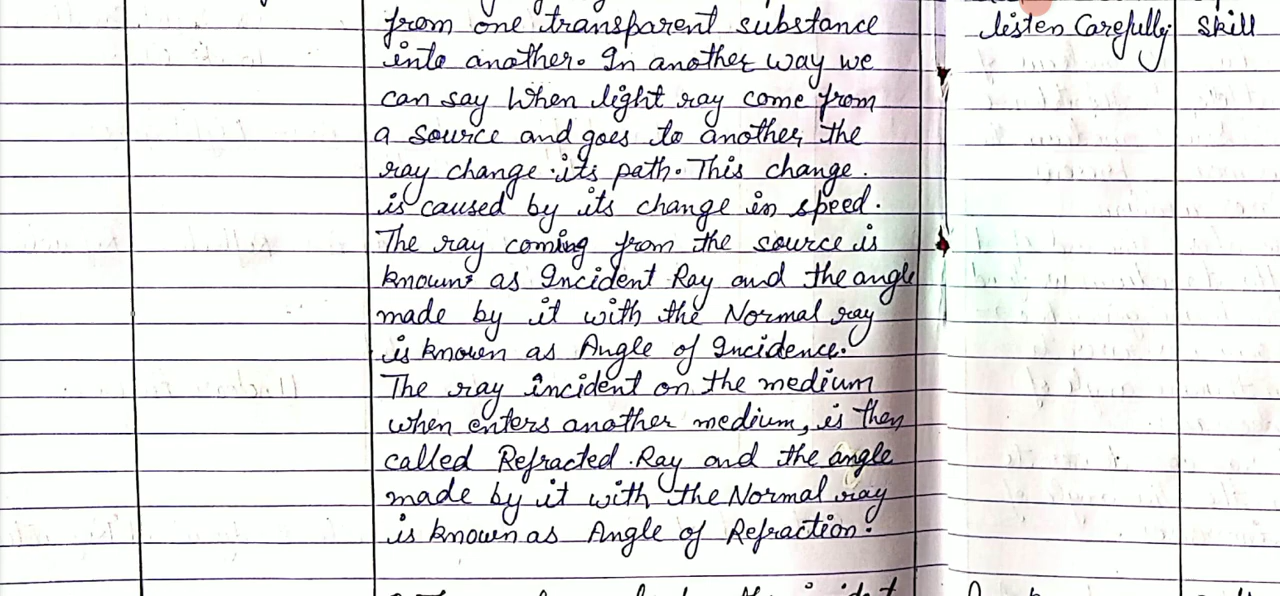 from one transparent substance
into another. In another way we
can say When light ray come from
a source and goes to another, the
ray change its path. This change.
is caused by its change in speed.
The ray coming from the source is
known as Incident Ray and the angle
made by it with the Normal ray
is known as Angle of Incidence.
The ray incident on the medium
when enters another medium, is then
called Refracted Ray and the angle
made by it with the Normal ray
is known as Angle of Refraction.
listen Carefully.
Skill